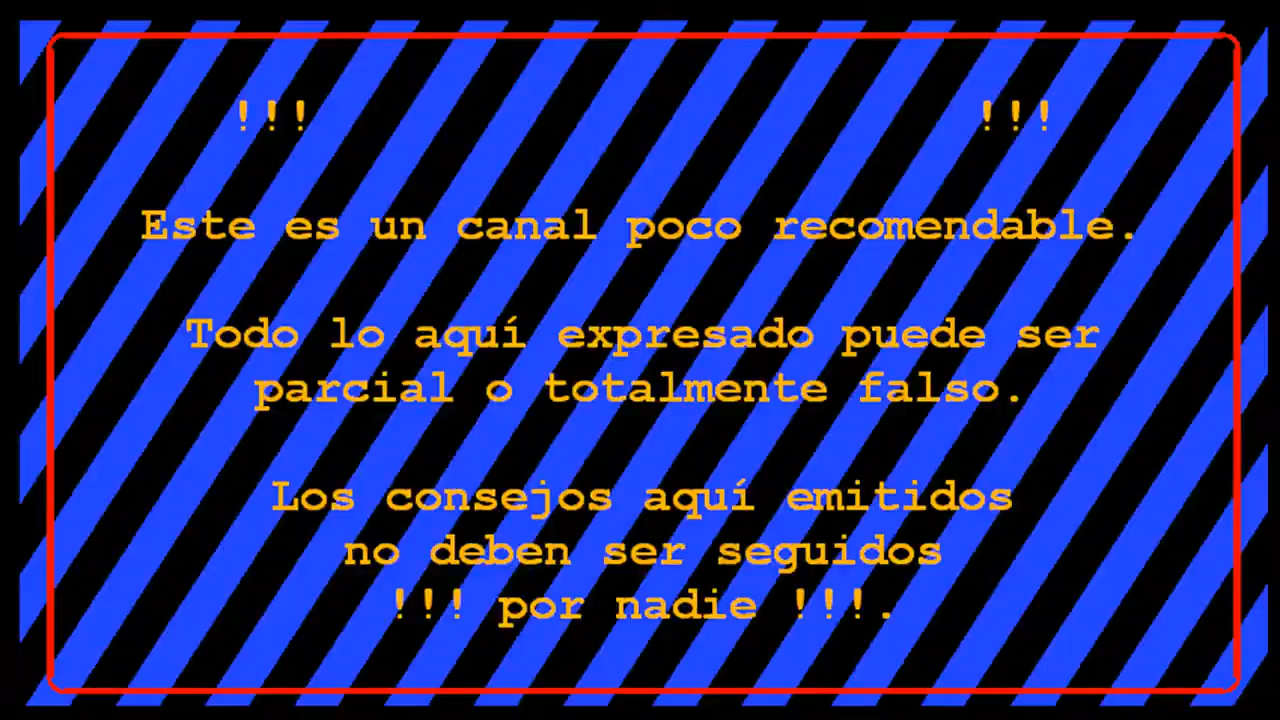 !!! !!!
Este es un canal poco recomendable.
Todo lo aquí expresado puede ser
parcial o totalmente falso.
Los consejos aquí emitidos
no deben ser seguidos
!!! por nadie !!!.